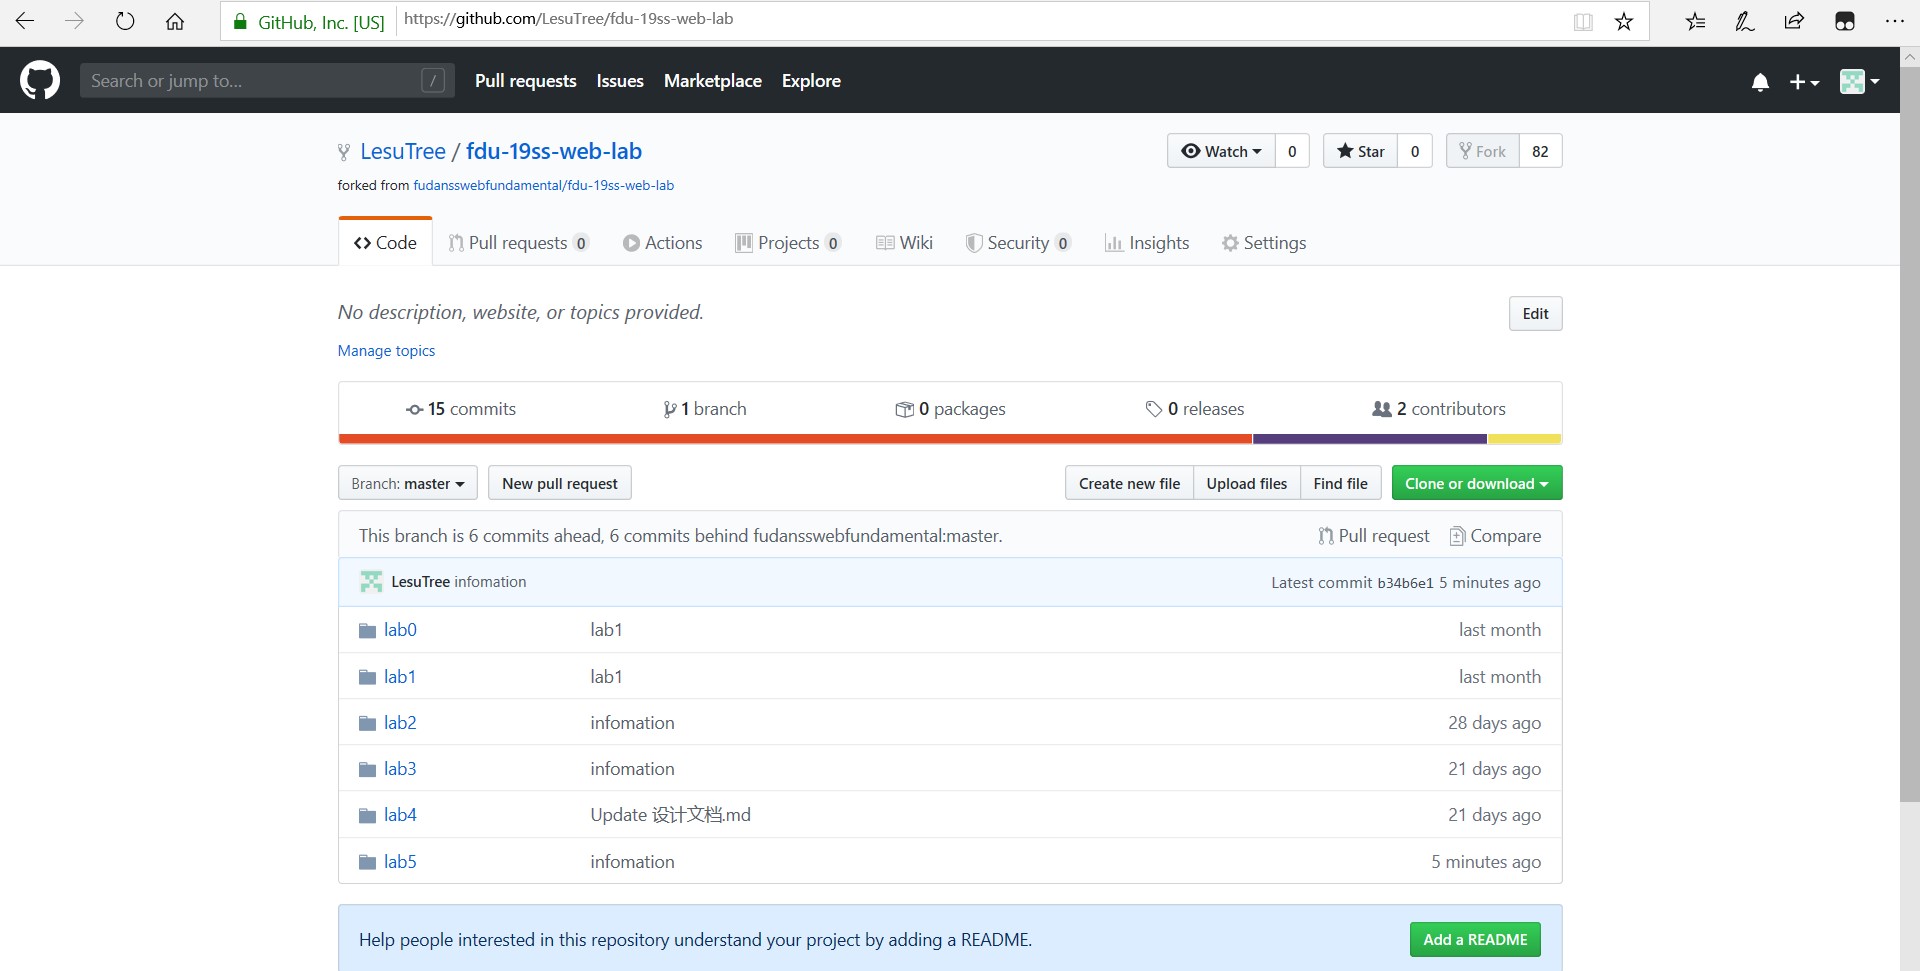 GitHub, Inc. [US] https://github.com/LesuTree/fdu-19ss-web-lab
Search or jump to... / Pull requests Issues Marketplace Explore
LesuTree / fdu-19ss-web-lab Watch 0 Star 0 Fork 82
forked from fudansswebfundamental/fdu-19ss-web-lab
Code Pull requests 0 Actions Projects 0 Wiki Security 0 Insights Settings
No description, website, or topics provided. Edit
Manage topics
15 commits 1 branch 0 packages 0 releases 2 contributors
Branch: master New pull request Create new file Upload files Find file Clone or download
This branch is 6 commits ahead, 6 commits behind fudansswebfundamental:master. Pull request Compare
LesuTree infomation Latest commit b34b6e1 5 minutes ago
lab0 lab1 last month
lab1 lab1 last month
lab2 infomation 28 days ago
lab3 infomation 21 days ago
lab4 Update 设计文档.md 21 days ago
lab5 infomation 5 minutes ago
Help people interested in this repository understand your project by adding a README. Add a README